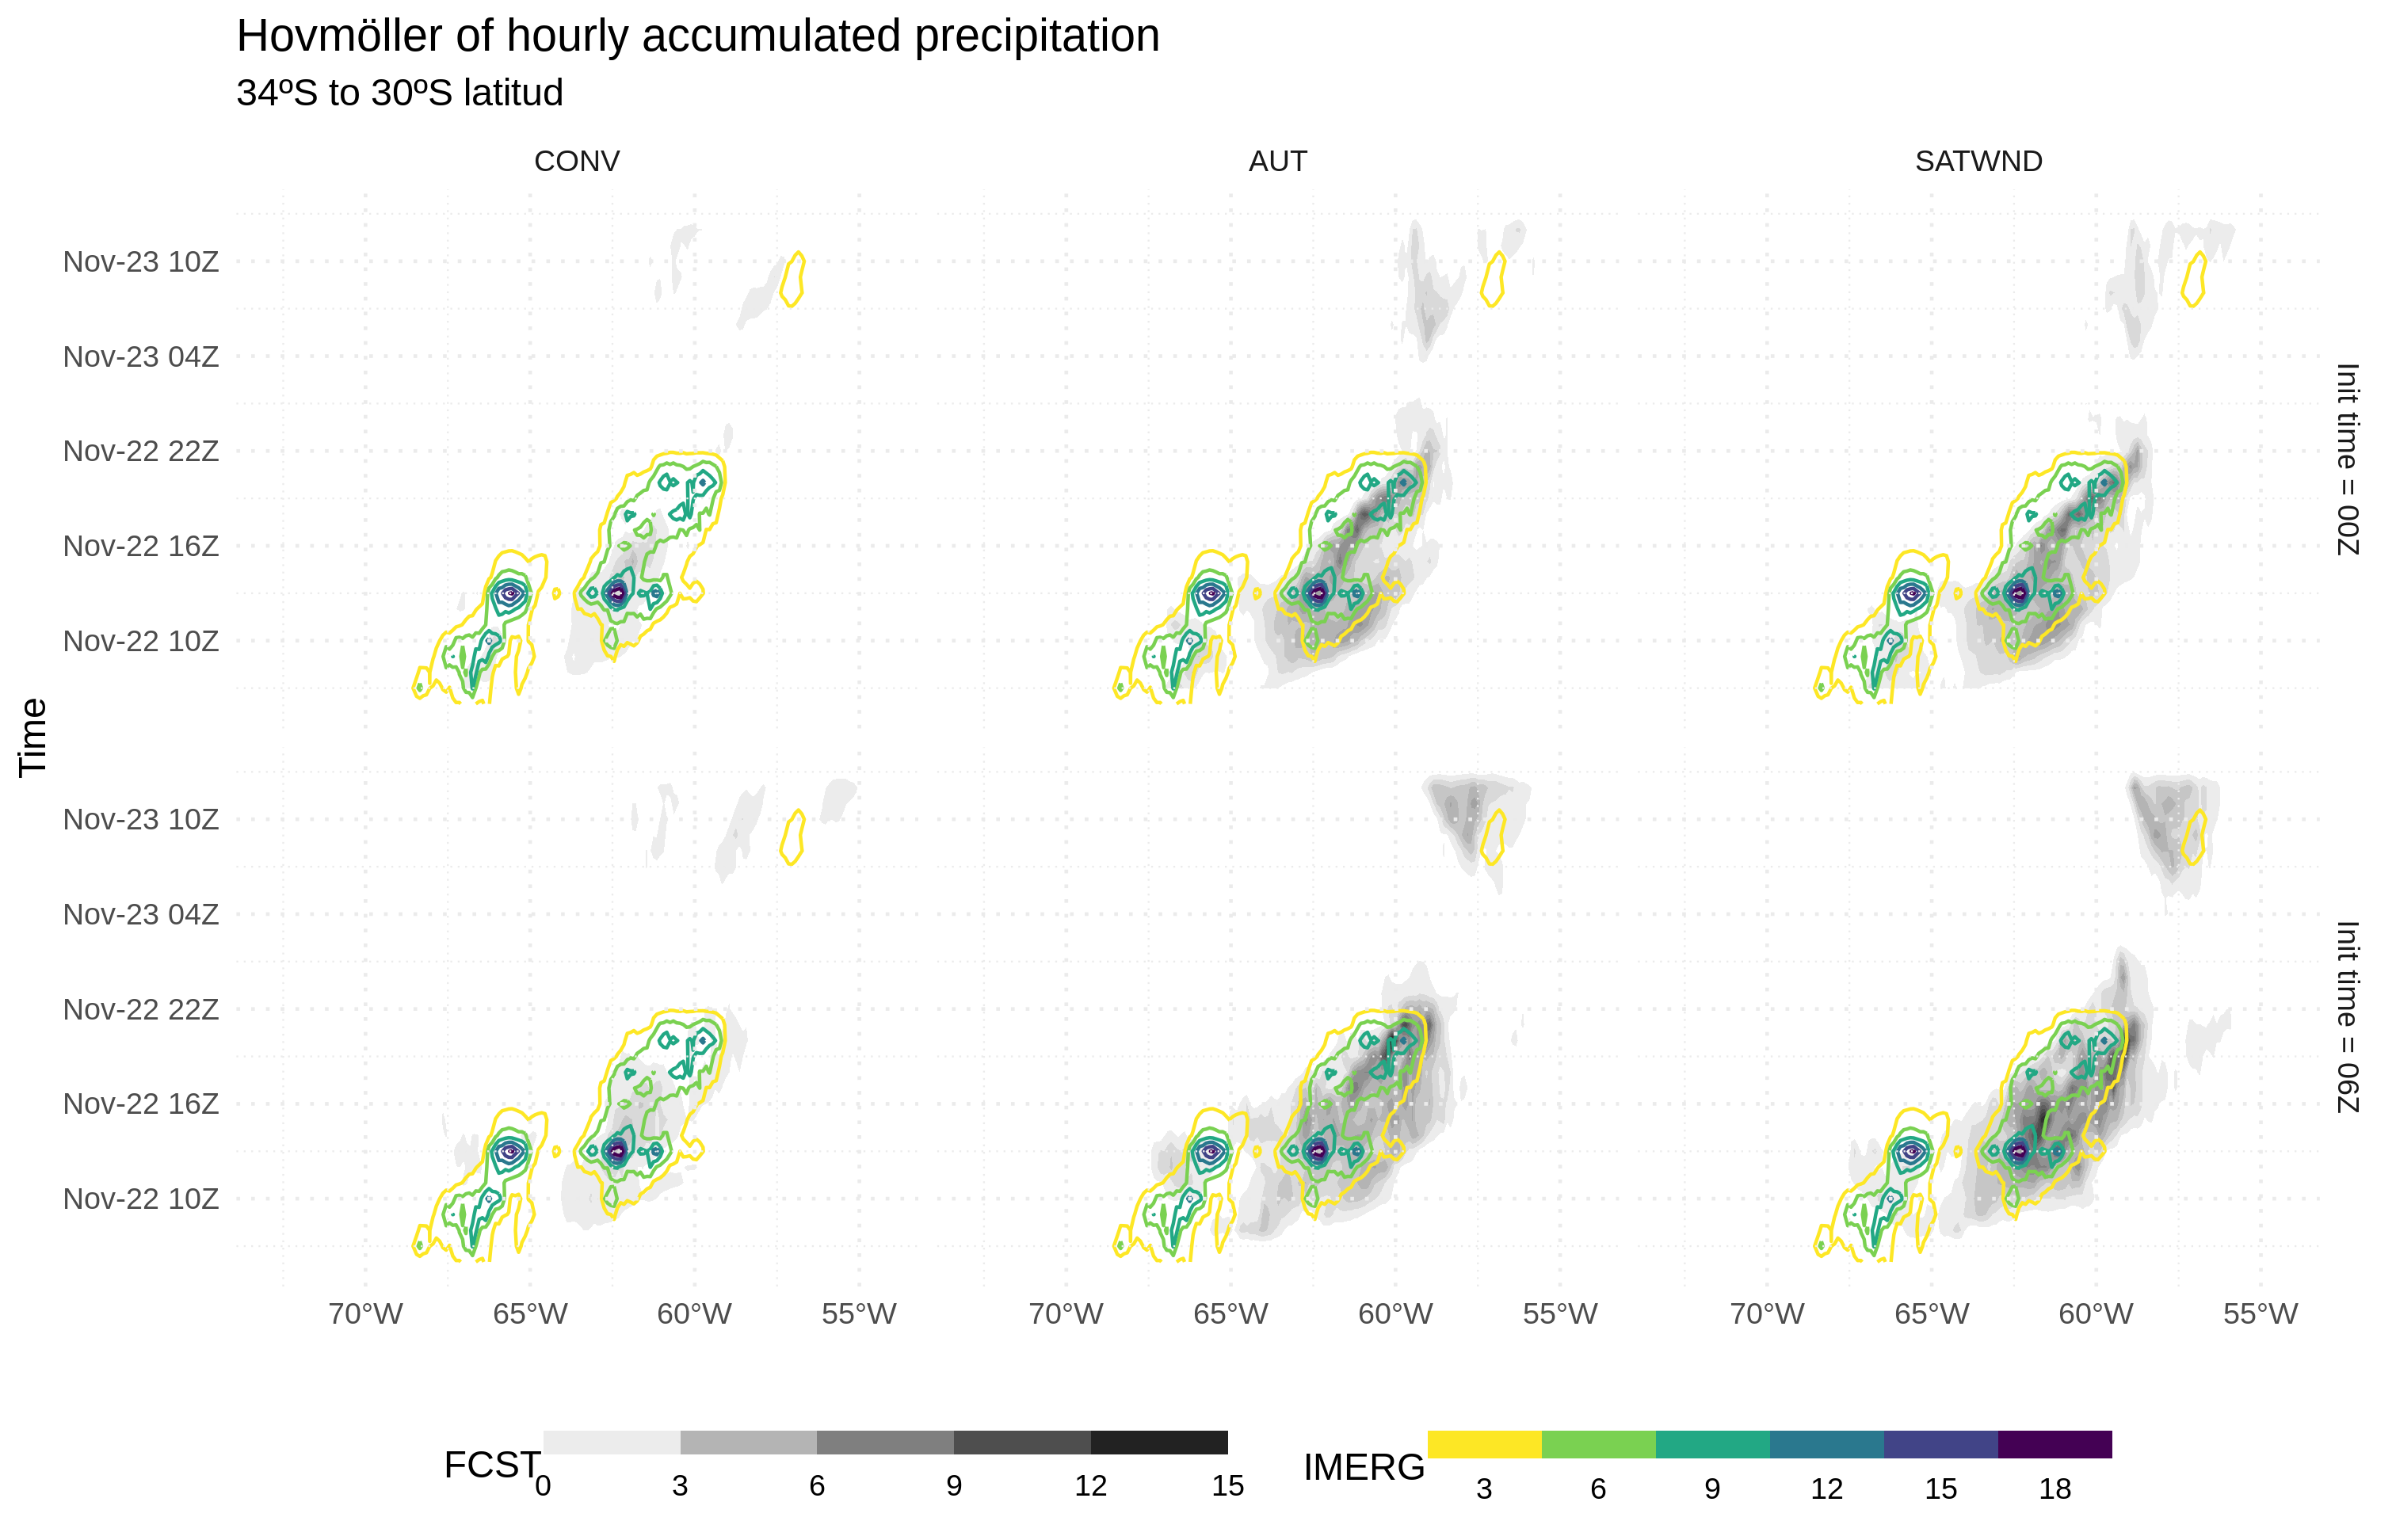 Hovmöller of hourly accumulated precipitation
34ºS to 30ºS latitud
CONV AUT SATWND
Nov-23 10Z
Nov-23 04Z
Nov-22 22Z
Nov-22 16Z
Nov-22 10Z
Init time = 00Z
Time
Nov-23 10Z
Nov-23 04Z
Nov-22 22Z
Nov-22 16Z
Nov-22 10Z
Init time = 06Z
70°W 65°W 60°W 55°W 70°W 65°W 60°W 55°W 70°W 65°W 60°W 55°W
FCST 0 3 6 9 12 15
IMERG 3 6 9 12 15 18